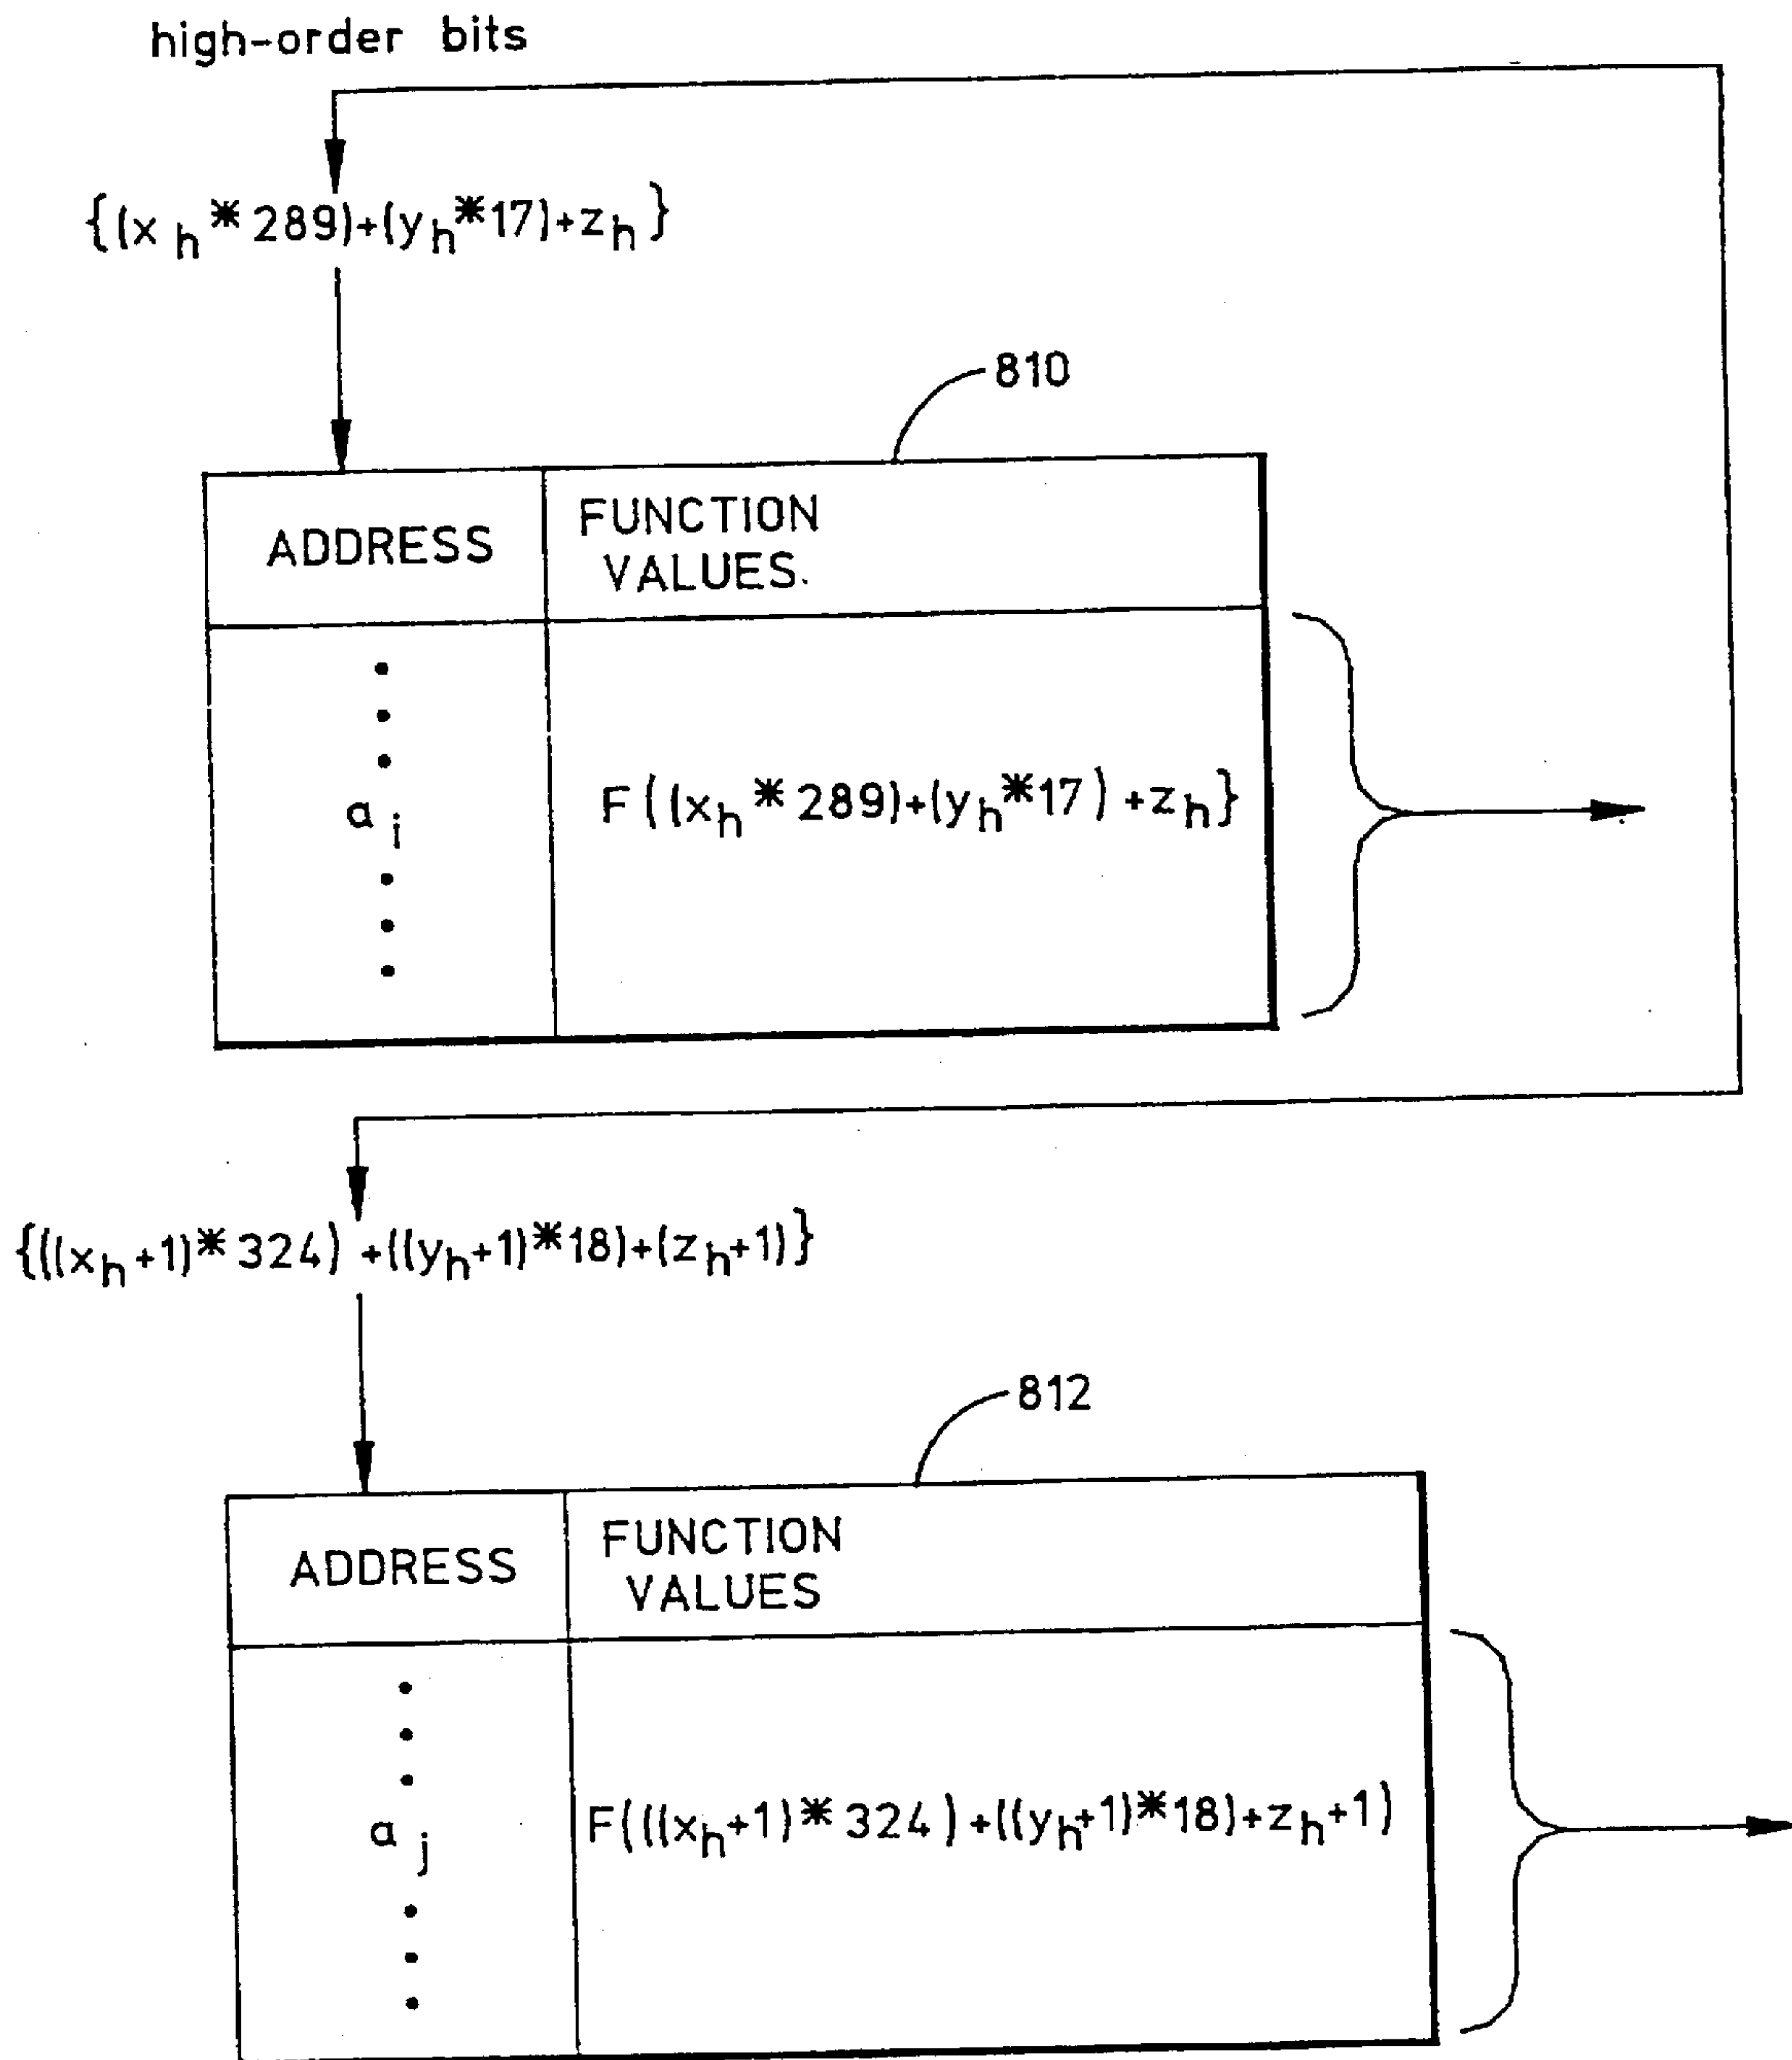 high-order bits
{(x h * 289)+(y h * 17)+z h }
810
ADDRESS
FUNCTION
VALUES.
a i
F((x h * 289)+(y h * 17)+z h}
{(((x h +1) * 324)+((y h +1) * 18)+(z h +1)}
812
ADDRESS
FUNCTION
VALUES
a j
F(((x h +1) * 324)+((y h +1) * 18)+z h +1)